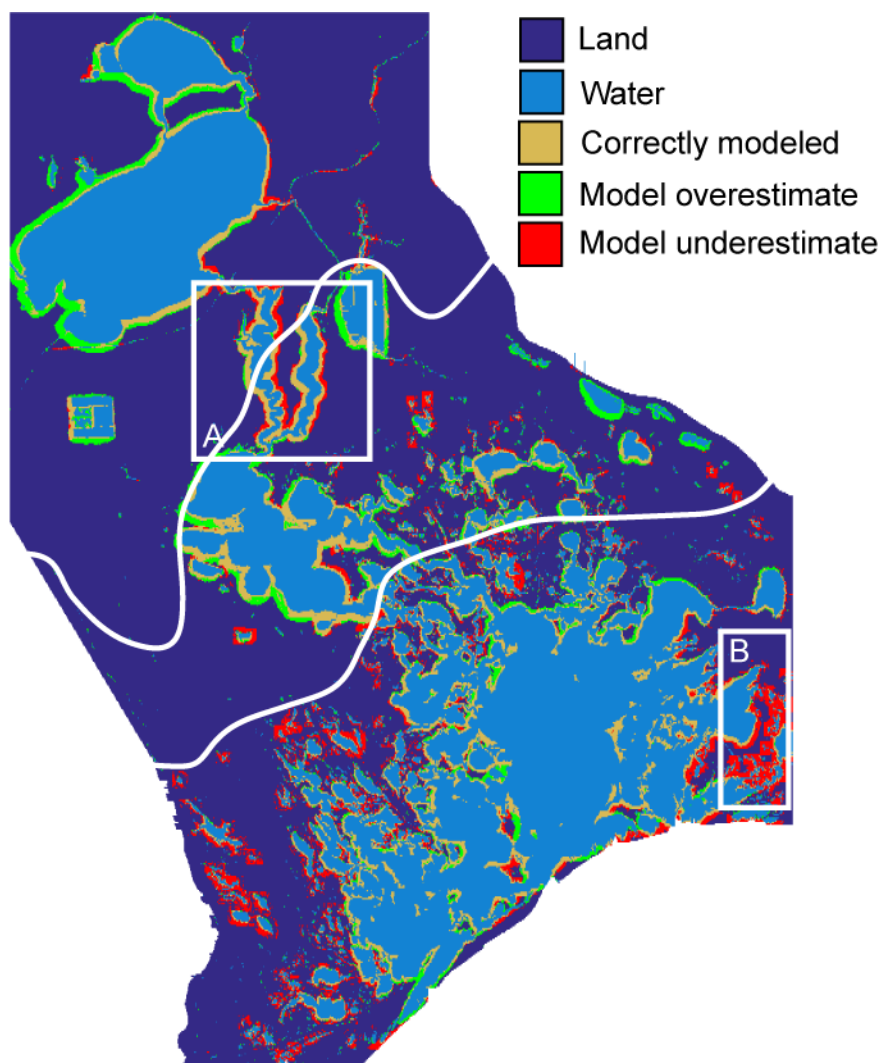 Land
Water
Correctly modeled
Model overestimate
Model underestimate
A
B